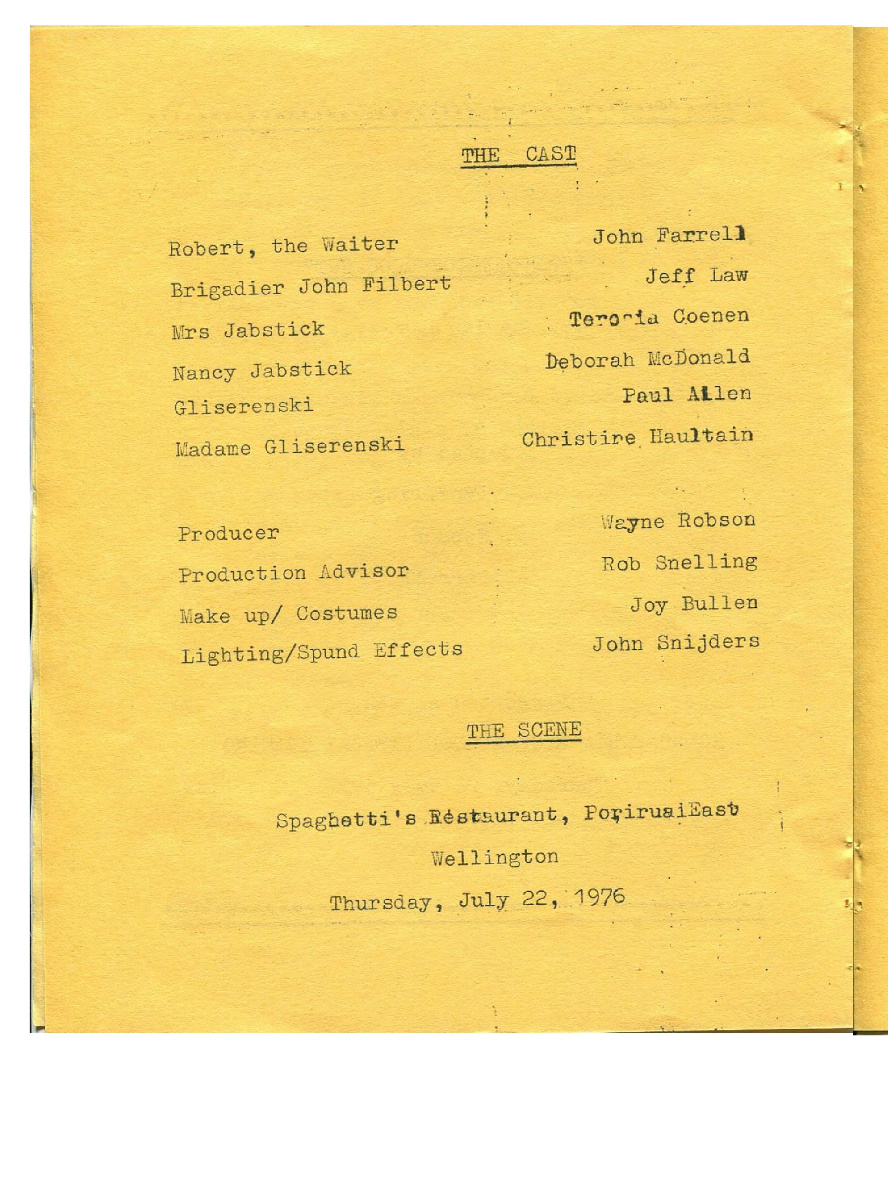 THE CAST
Robert, the Waiter John Farrell
Brigadier John Filbert Jeff Law
Mrs Jabstick Coenen
Nancy Jabstick Deborah McDonald
Gliserenski Paul Allen
Madame Gliserenski Christine Haultain
Producer Wayne Robson
Production Advisor Rob Snelling
Make up/ Costumes Joy Bullen
Lighting/Spund Effects John Snijders
THE SCENE
Spaghetti's Restaurant, PoriruaiEast
Wellington
Thursday, July 22, 1976